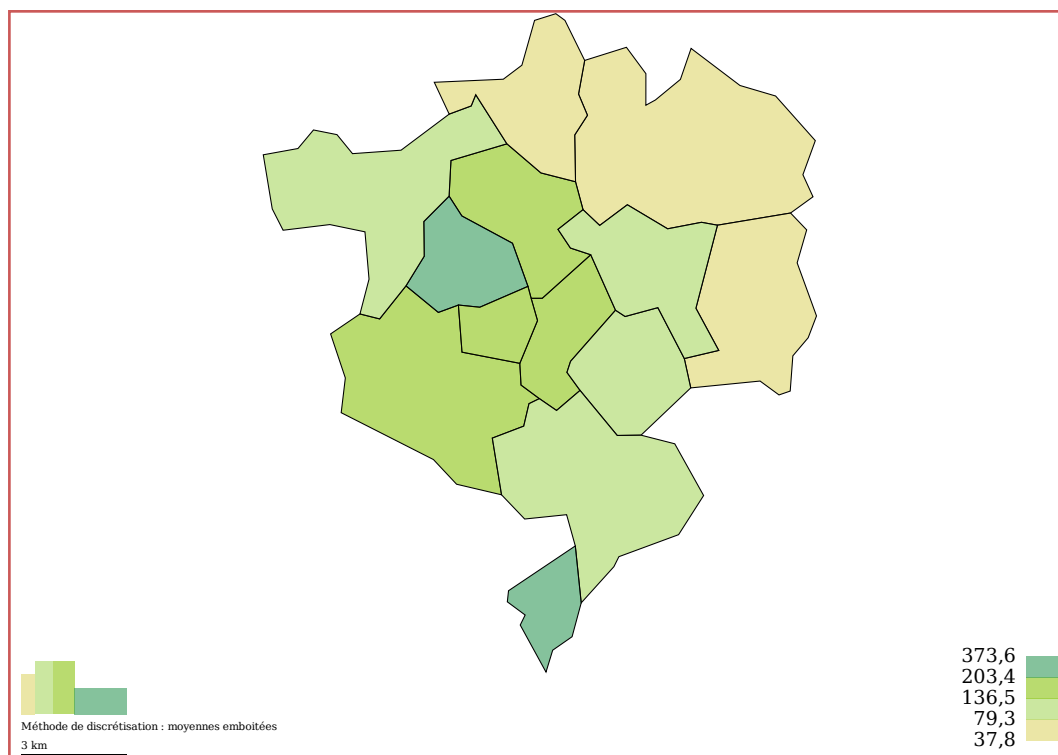 Méthode de discrétisation : moyennes emboitées
3 km
373,6
203,4
136,5
79,3
37,8